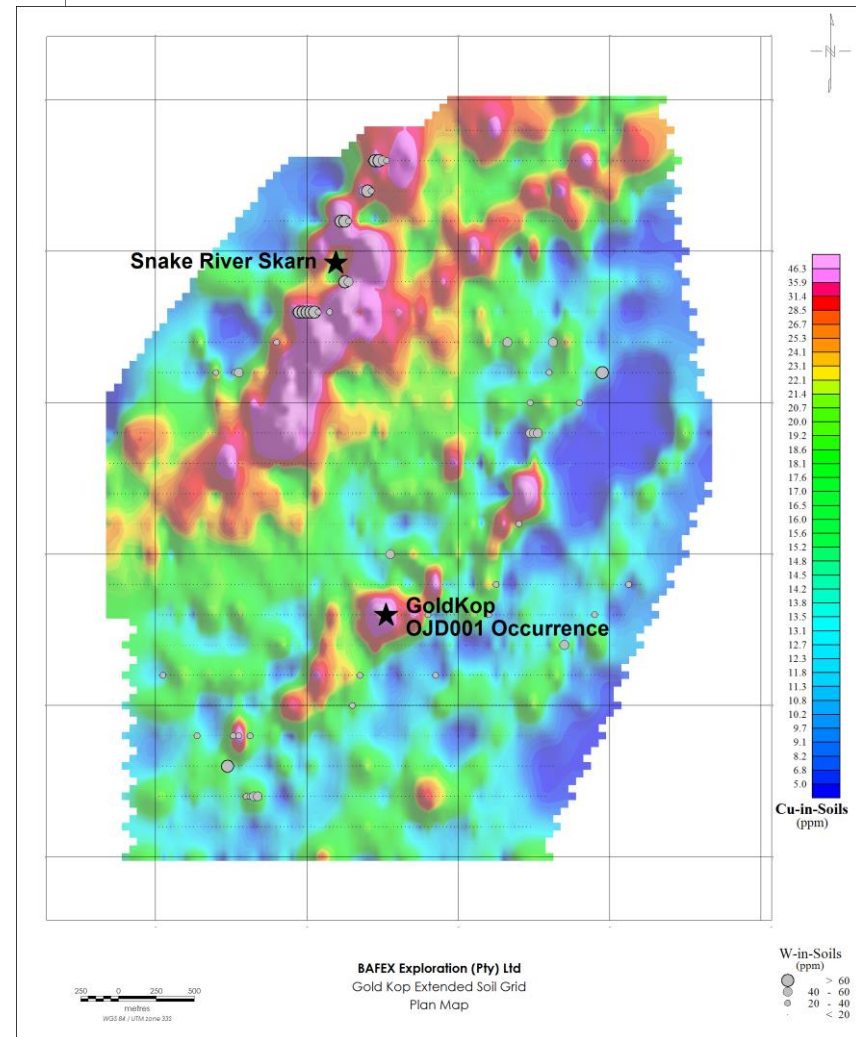 N
Snake River Skarn
GoldKop
OJD001 Occurrence
46.3
35.9
31.4
28.5
26.7
25.3
24.1
23.1
22.1
21.4
20.7
20.0
19.2
18.6
18.1
17.6
17.0
16.5
16.0
15.6
15.2
14.8
14.5
14.2
13.8
13.5
13.1
12.7
12.3
11.8
11.3
10.8
10.2
9.7
9.1
8.2
6.8
5.0
Cu-in-Soils
(ppm)
250 0 250 500
metres
WGS 84 / UTM zone 33S
BAFEX Exploration (Pty) Ltd
Gold Kop Extended Soil Grid
Plan Map
W-in-Soils
(ppm)
> 60
40 - 60
20 - 40
< 20